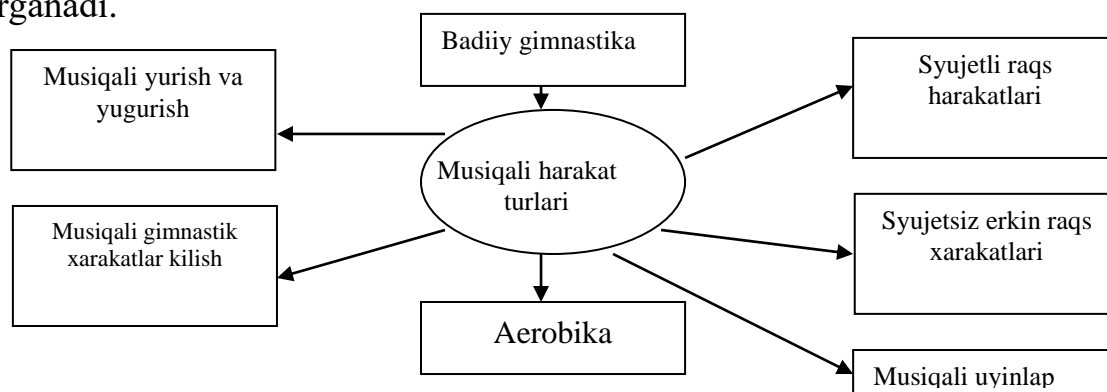 rganadi.
Badiiy gimnastika
Musiqali yurish va
yugurish
Syujetli raqs
harakatlari
Musiqali harakat
turlari
Musiqali gimnastik
xarakatlar kilish
Syujetsiz erkin raqs
xarakatlari
Aerobika
Musiqali uyinlap